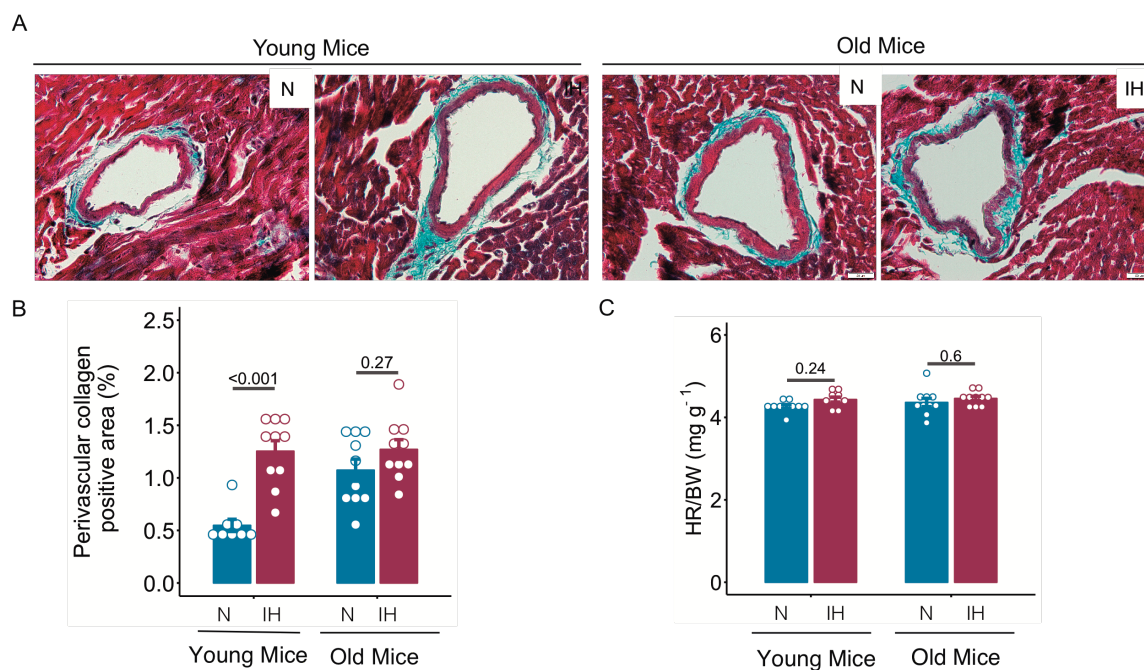 A
Young Mice
Old Mice
N
IH
N
IH
B
Perivascular collagen
positive area (%)
2.5
2.0
1.5
1.0
0.5
0.0
<0.001
0.27
N
IH
N
IH
Young Mice
Old Mice
C
HR/BW (mg g-1)
6
4
2
0
0.24
0.6
N
IH
N
IH
Young Mice
Old Mice